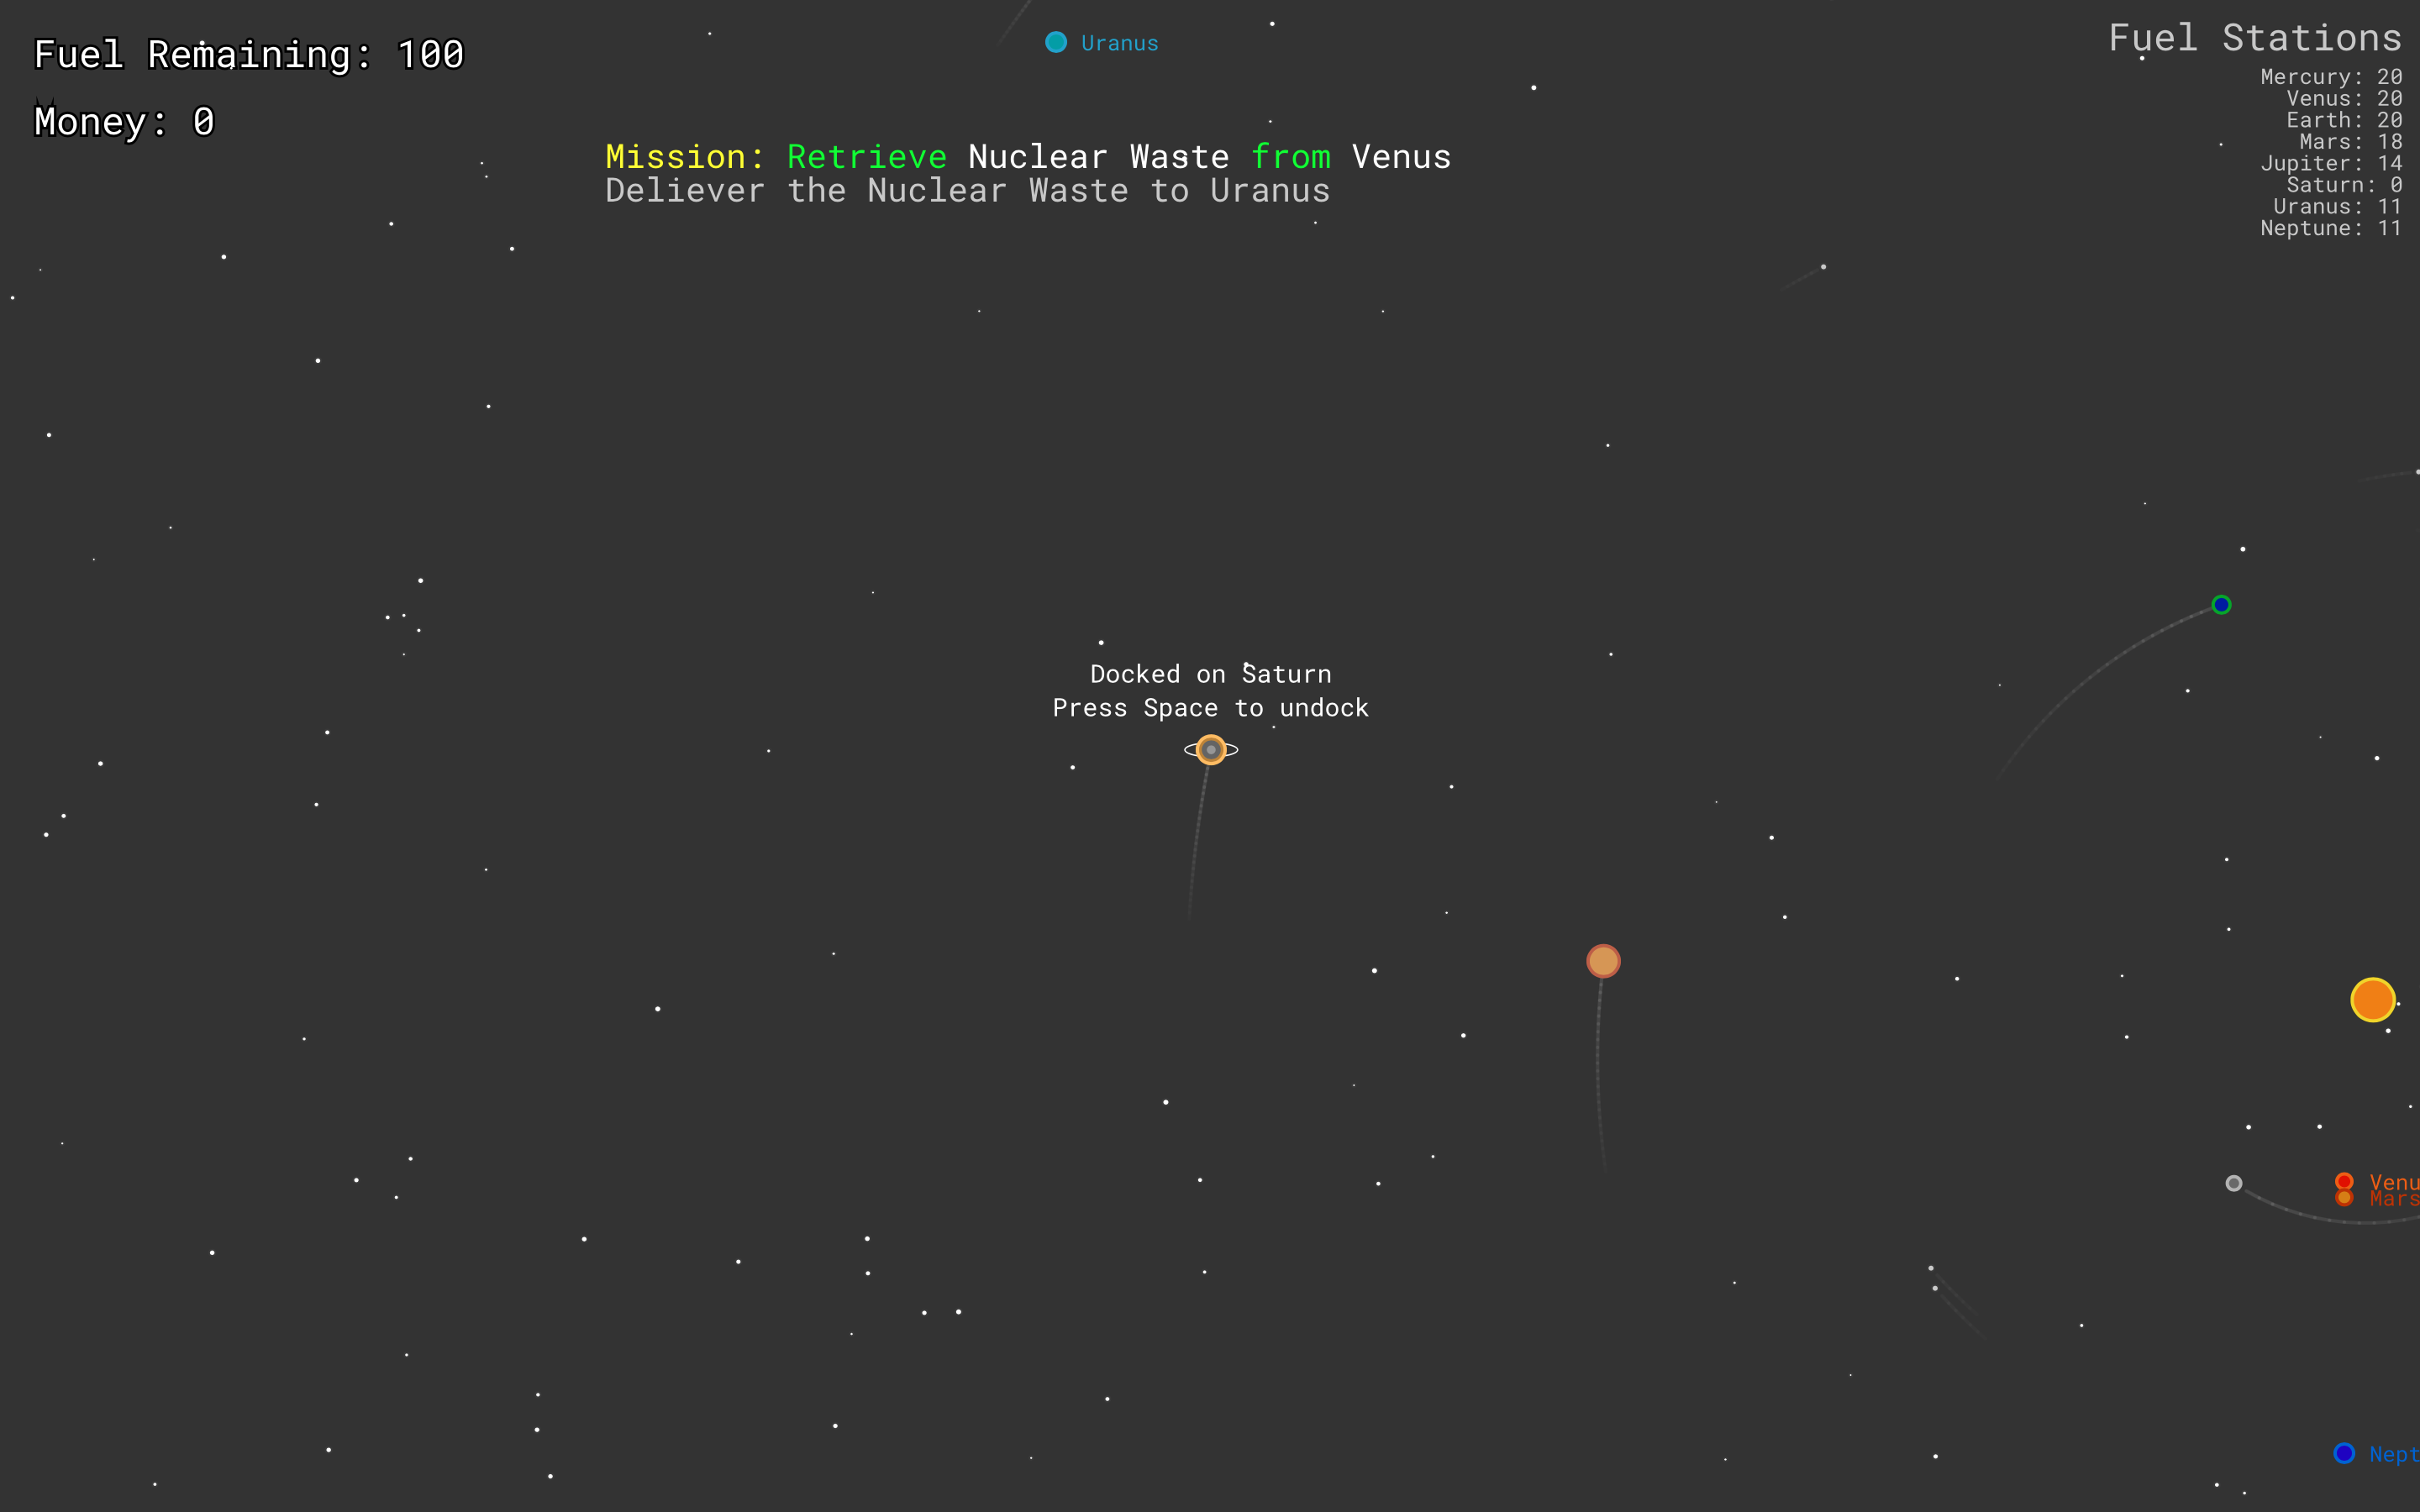 Fuel Remaining: 100
Money: 0
Uranus
Fuel Stations
Mercury: 20
Venus: 20
Earth: 20
Mars: 18
Jupiter: 14
Saturn: 0
Uranus: 11
Neptune: 11
Mission: Retrieve Nuclear Waste from Venus
Deliever the Nuclear Waste to Uranus
Docked on Saturn
Press Space to undock
Venu
Mars
Nept